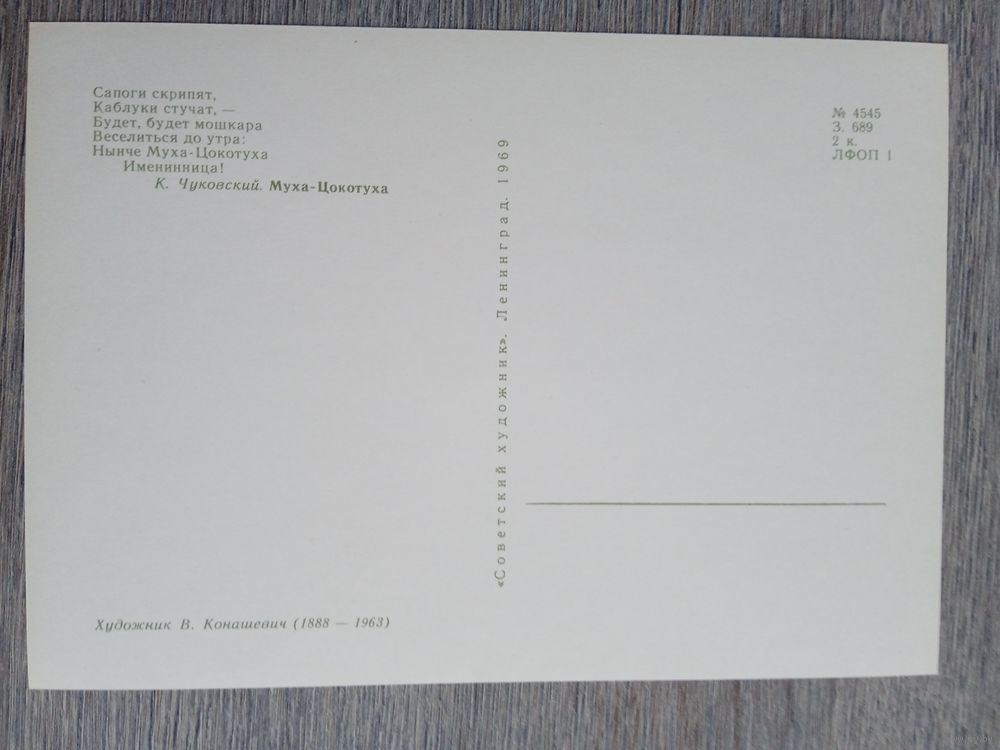 Сапоги скрипят,
Каблуки стучат, —
Будет, будет мошкара
Веселиться до утра:
Нынче Муха-Цокотуха
Именинница!
К. Чуковский. Муха-Цокотуха
Художник В. Конашевич (1888 — 1963)
«Советский художник». Ленинград. 1969
№ 4545
З. 689
2 к.
ЛФОП 1